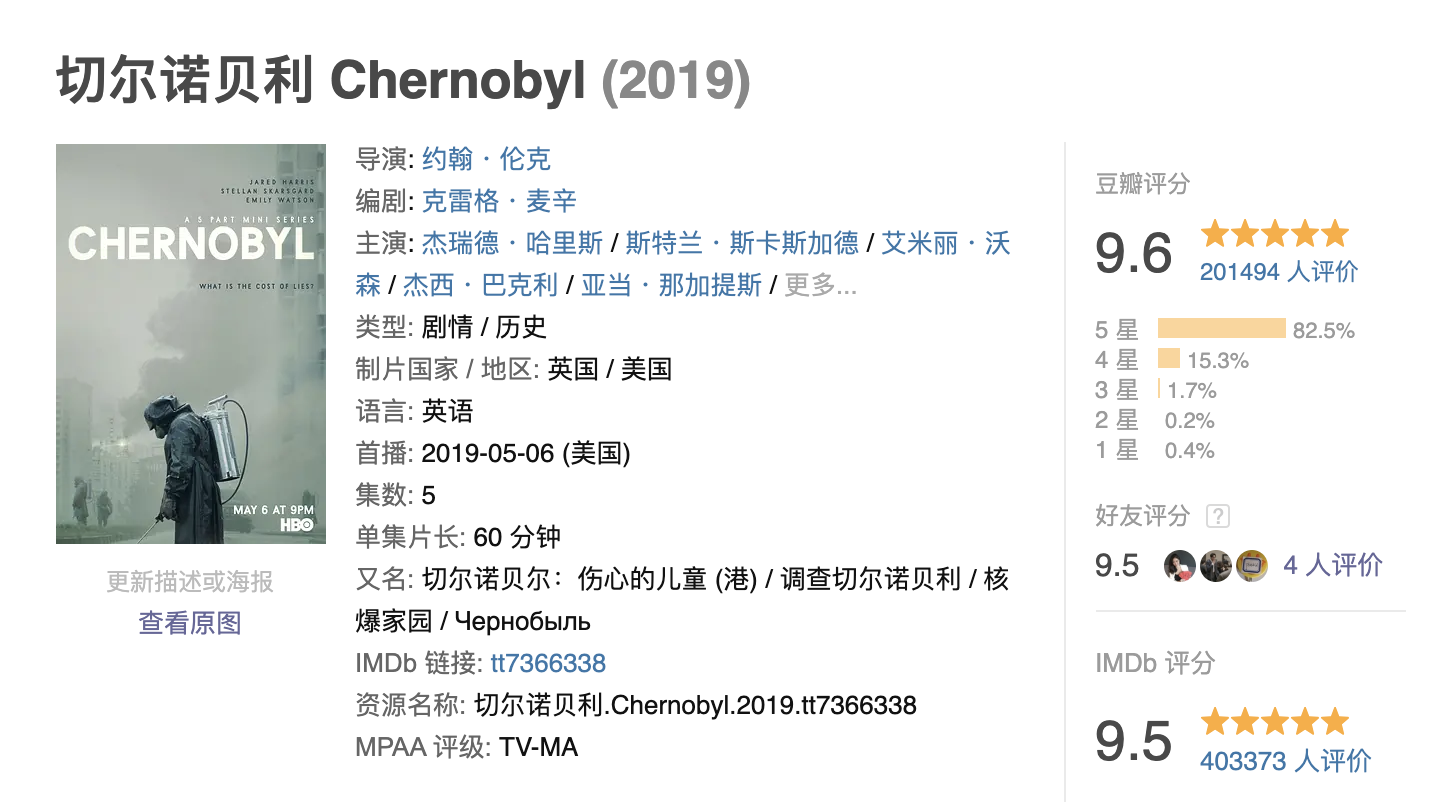 切尔诺贝利 Chernobyl (2019)
JARED HARRIS
STELLAN SKARSGÅRD
EMILY WATSON
A 5 PART MINI SERIES
CHERNOBYL
WHAT IS THE COST OF LIES?
MAY 6 AT 9PM
HBO
更新描述或海报
查看原图
导演: 约翰·伦克
编剧: 克雷格·麦辛
主演: 杰瑞德·哈里斯 / 斯特兰·斯卡斯加德 / 艾米丽·沃
森 / 杰西·巴克利 / 亚当·那加提斯 / 更多...
类型: 剧情 / 历史
制片国家 / 地区: 英国 / 美国
语言: 英语
首播: 2019-05-06 (美国)
集数: 5
单集片长: 60 分钟
又名: 切尔诺贝尔：伤心的儿童 (港) / 调查切尔诺贝利 / 核
爆家园 / Чернобыль
IMDb 链接: tt7366338
资源名称: 切尔诺贝利.Chernobyl.2019.tt7366338
MPAA 评级: TV-MA
豆瓣评分
9.6
201494 人评价
5 星 82.5%
4 星 15.3%
3 星 1.7%
2 星 0.2%
1 星 0.4%
好友评分 ?
9.5 4 人评价
IMDb 评分
9.5
403373 人评价